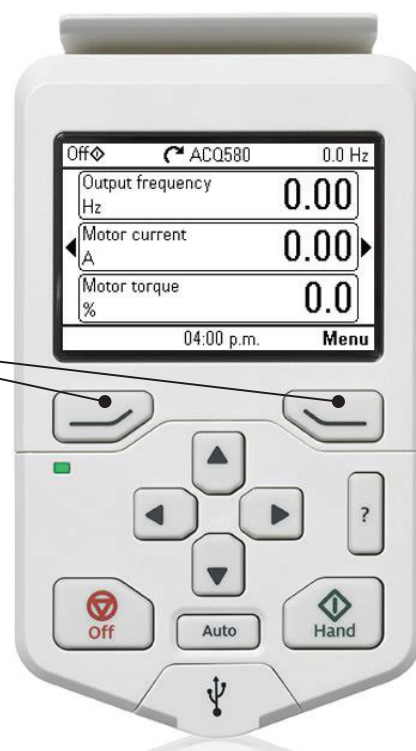 Off ACQ580 0.0 Hz
Output frequency
Hz
0.00
Motor current
A
0.00
Motor torque
%
0.0
04:00 p.m. Menu
?
Off
Auto
Hand